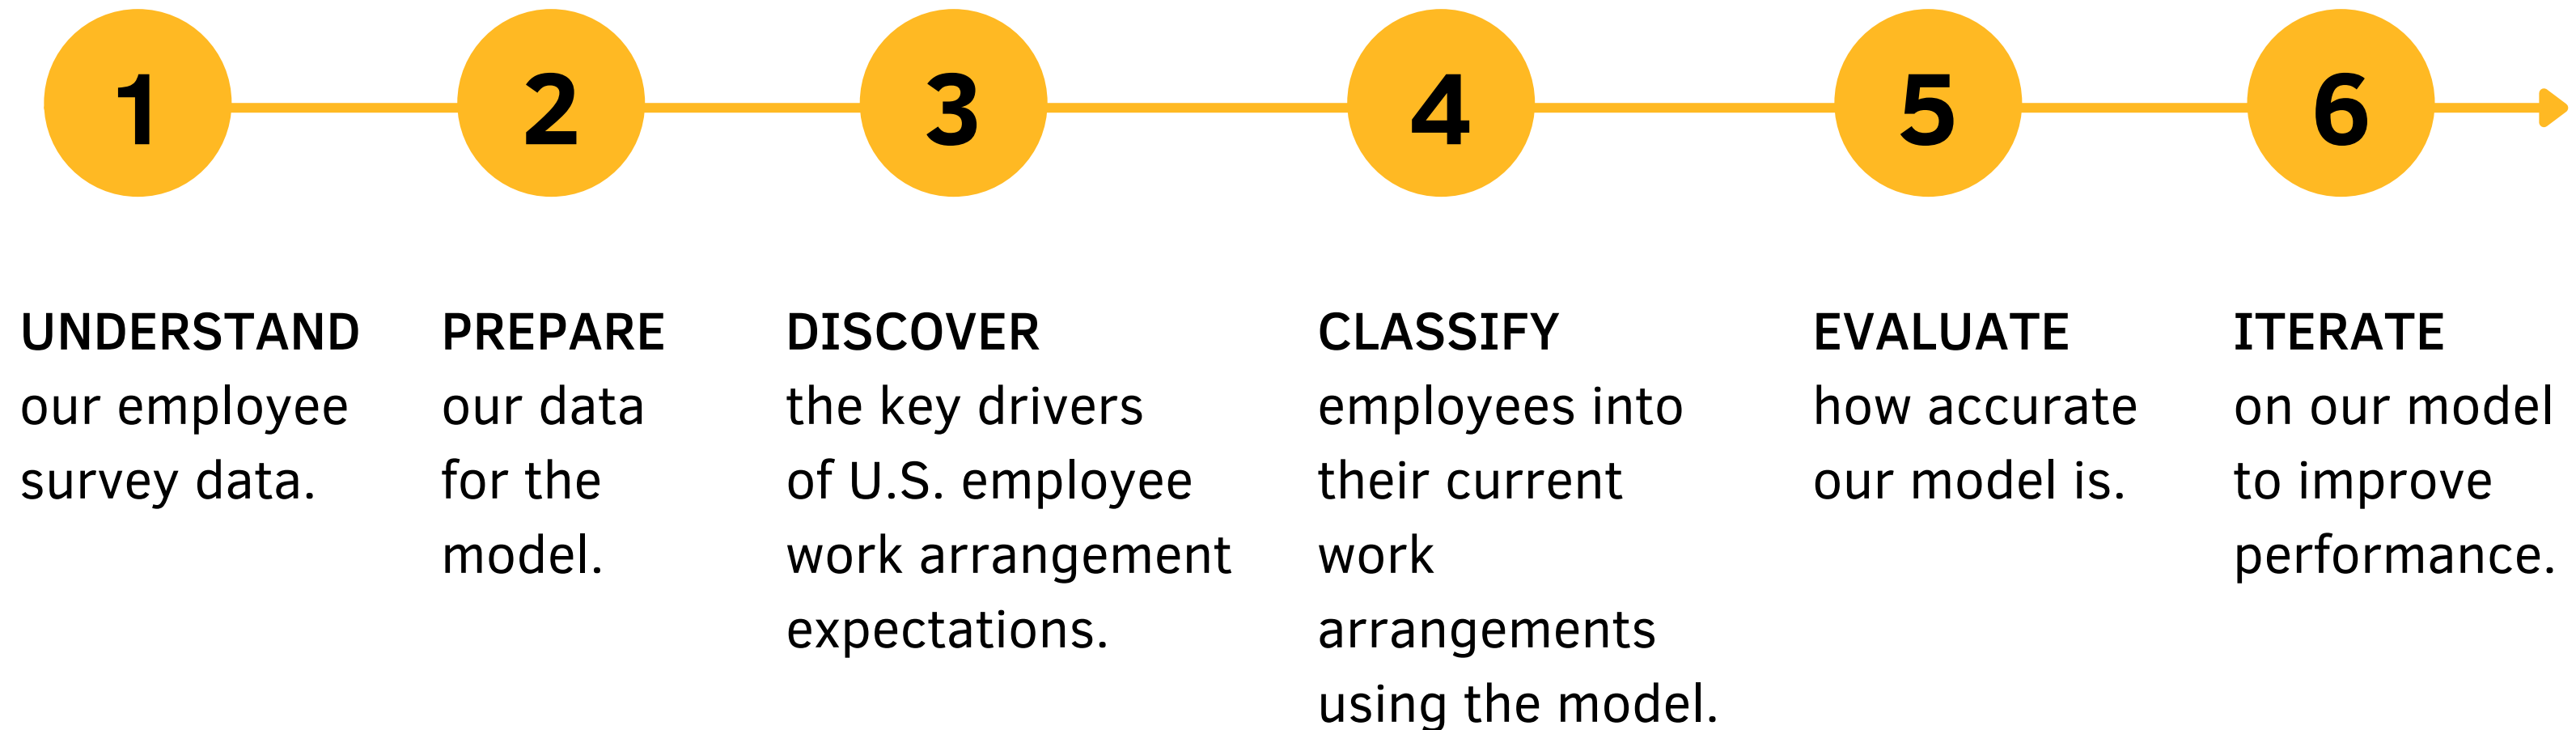 1
2
3
4
5
6
UNDERSTAND
our employee
survey data.
PREPARE
our data
for the
model.
DISCOVER
the key drivers
of U.S. employee
work arrangement
expectations.
CLASSIFY
employees into
their current
work
arrangements
using the model.
EVALUATE
how accurate
our model is.
ITERATE
on our model
to improve
performance.